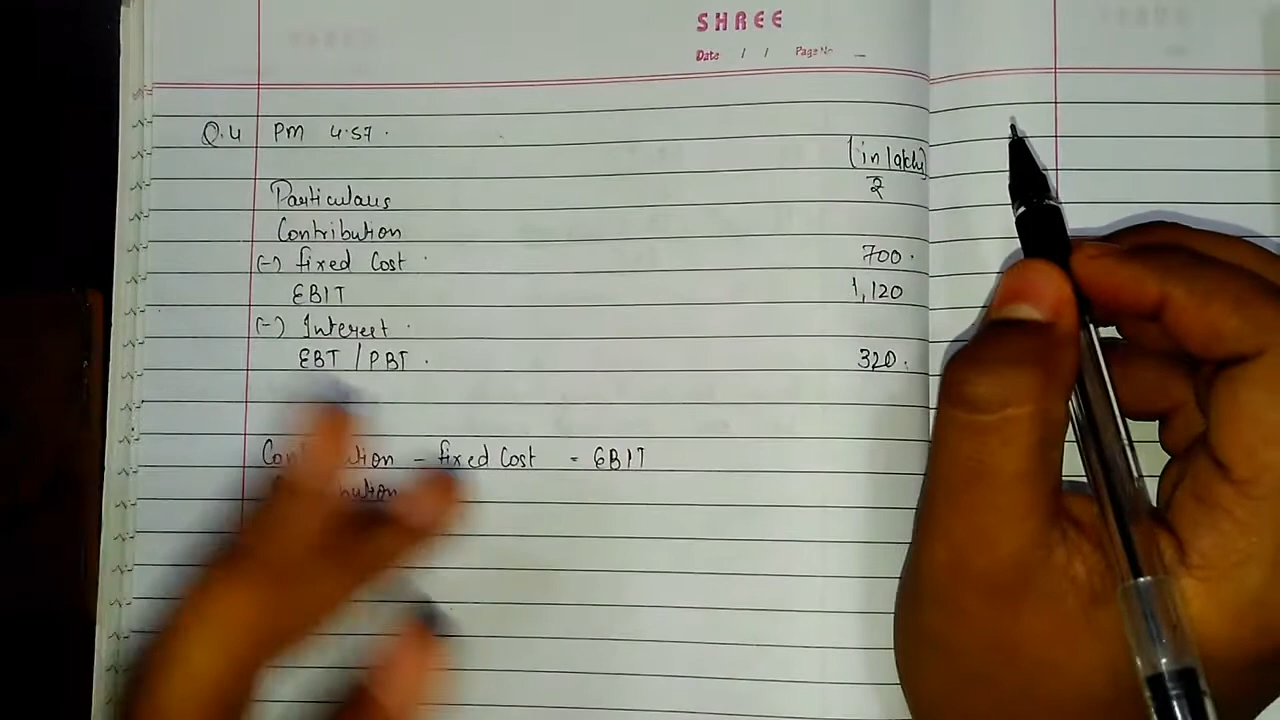 SHREE
Date / / Page No
Q.4 PM 4.57.
(in lakhs)
Particulars ₹
Contribution
(-) fixed Cost 700.
EBIT 1,120
(-) Interest
EBT / PBT. 320.
- fixed Cost = EBIT